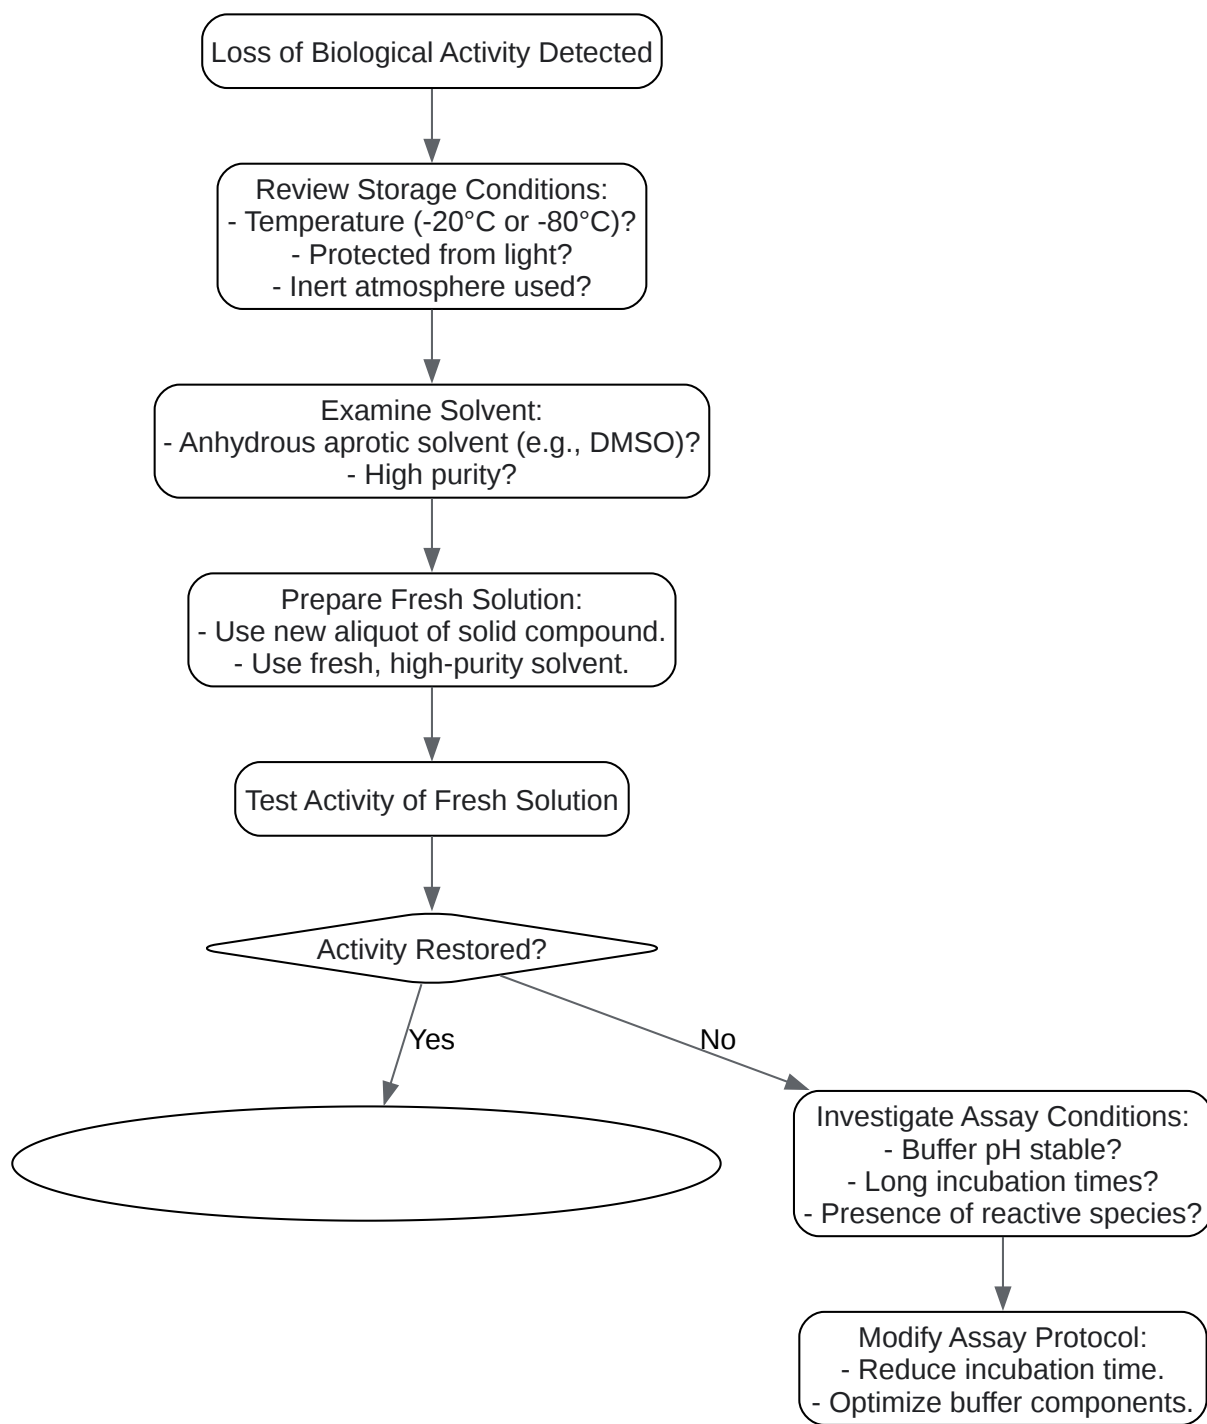 Loss of Biological Activity Detected
Review Storage Conditions:
- Temperature (-20°C or -80°C)?
- Protected from light?
- Inert atmosphere used?
Examine Solvent:
- Anhydrous aprotic solvent (e.g., DMSO)?
- High purity?
Prepare Fresh Solution:
- Use new aliquot of solid compound.
- Use fresh, high-purity solvent.
Test Activity of Fresh Solution
Activity Restored?
Yes
No
Investigate Assay Conditions:
- Buffer pH stable?
- Long incubation times?
- Presence of reactive species?
Modify Assay Protocol:
- Reduce incubation time.
- Optimize buffer components.